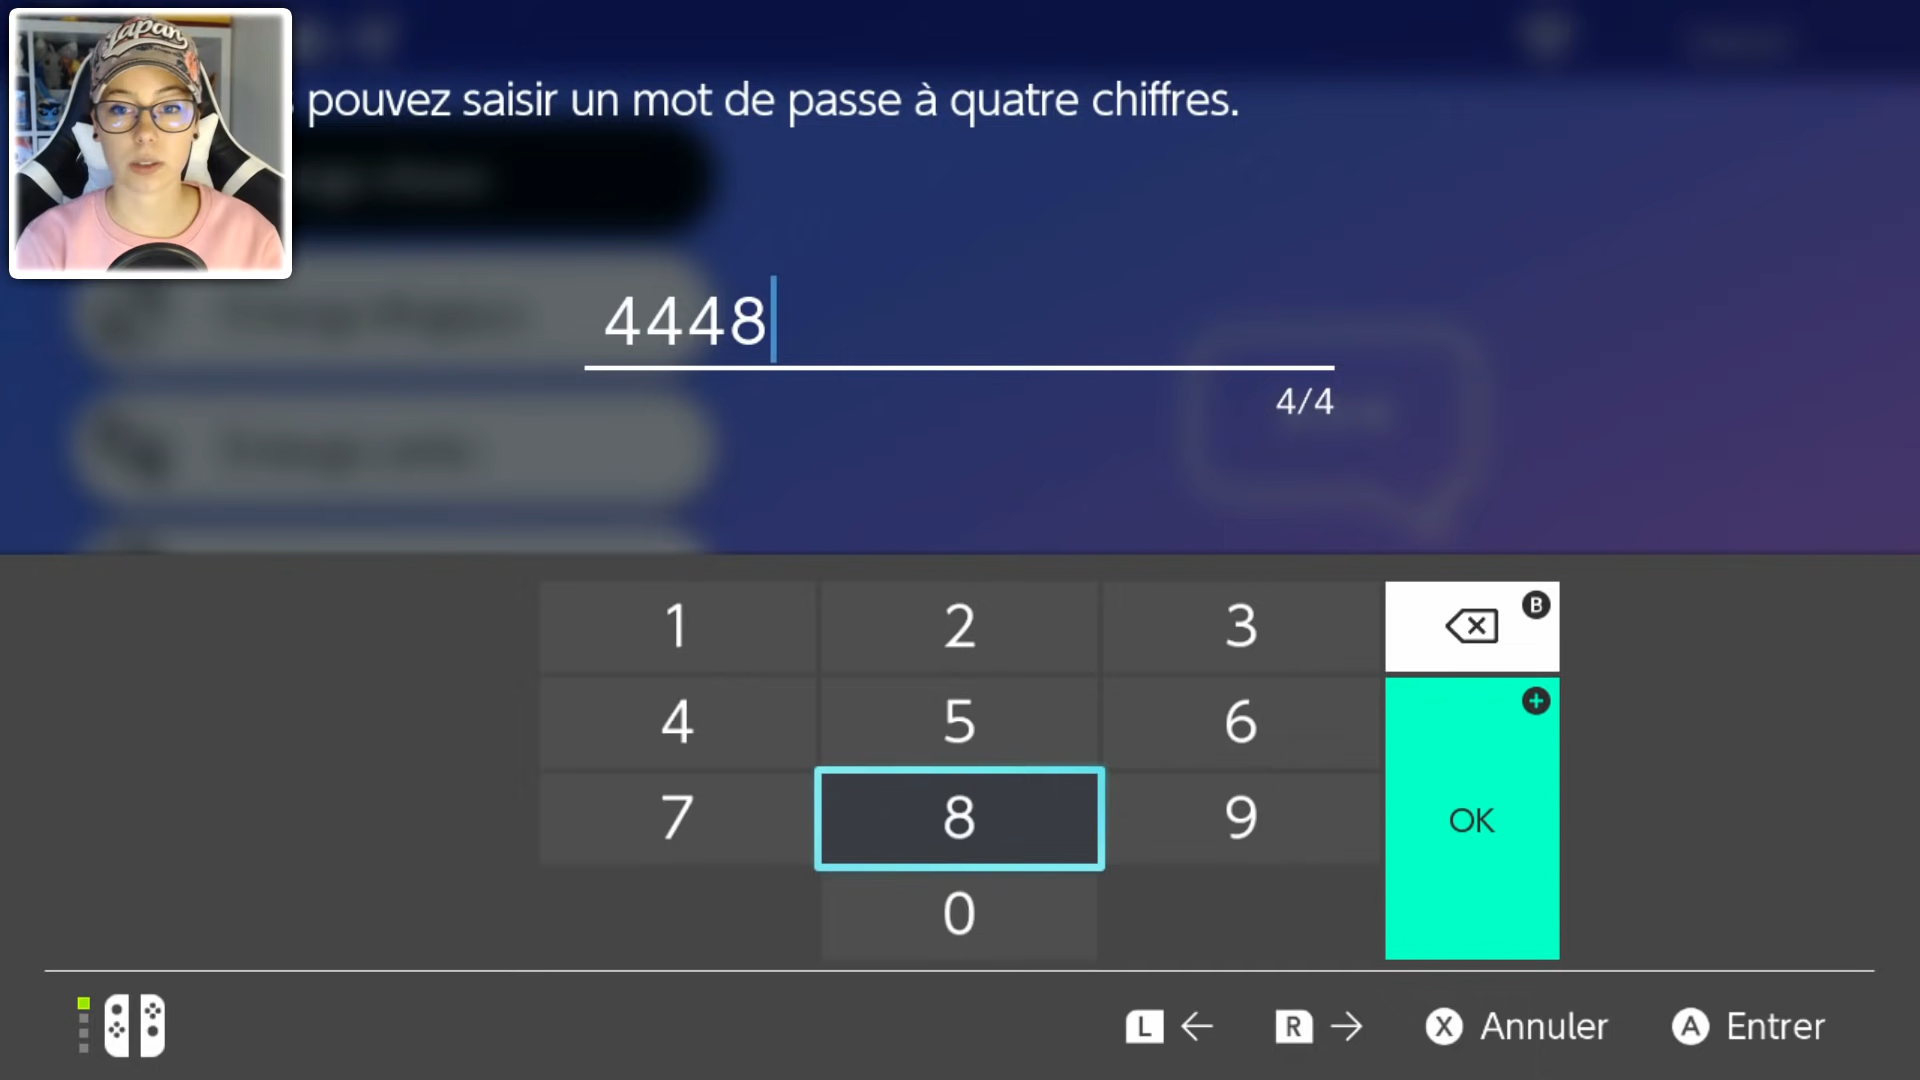 Japan
pouvez saisir un mot de passe à quatre chiffres.
4448
4/4
1 2 3
B
4 5 6
+
7 8 9
OK
0
L ← R → X Annuler A Entrer